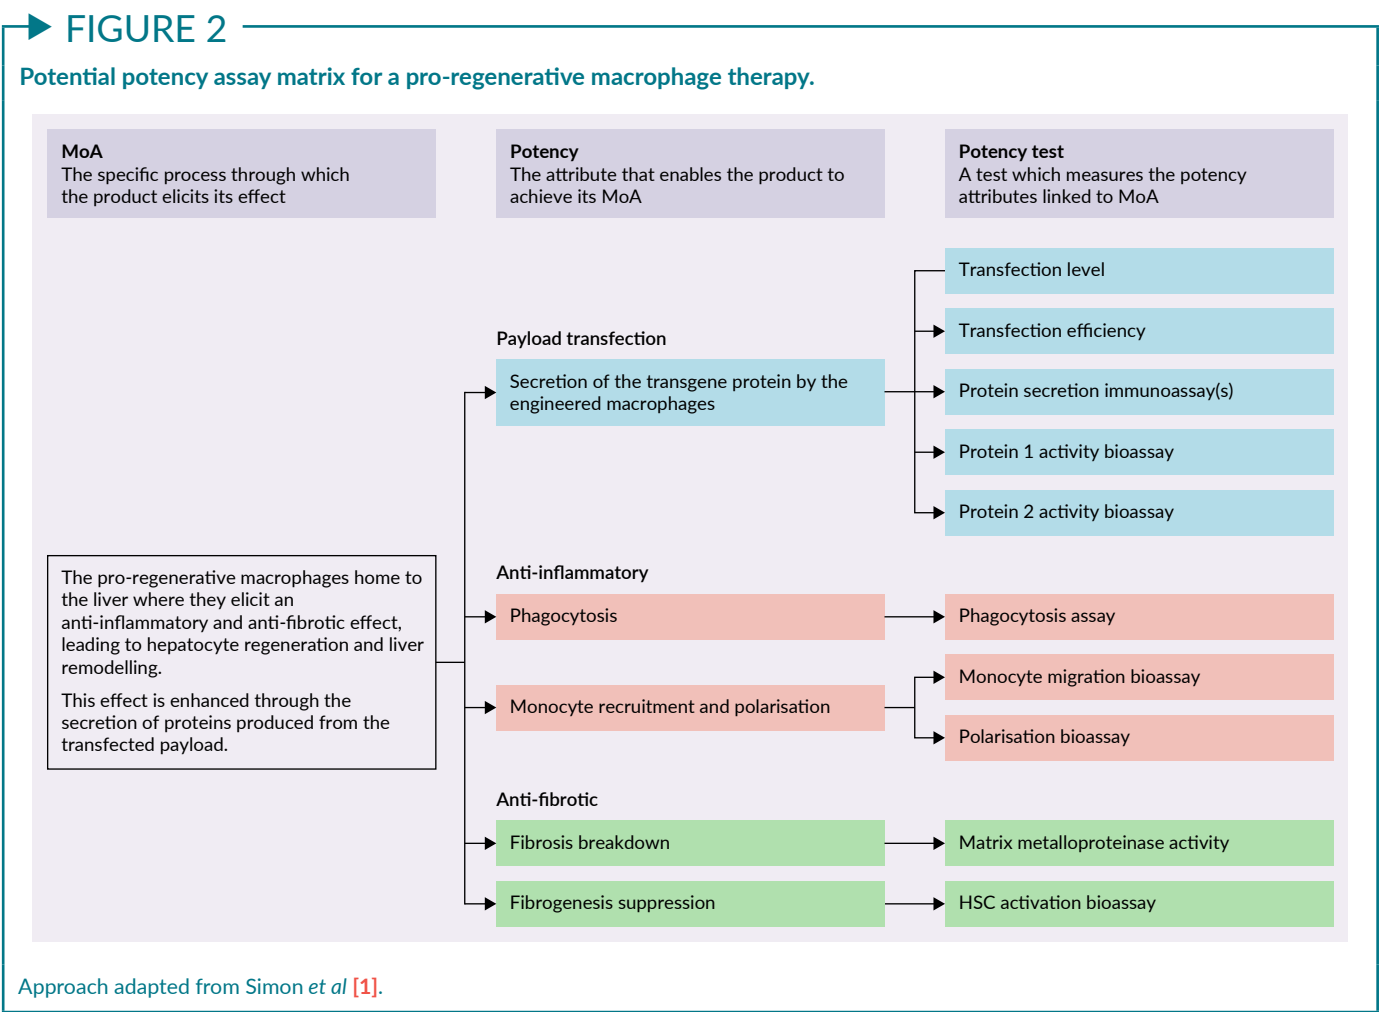 FIGURE 2
Potential potency assay matrix for a pro-regenerative macrophage therapy.
MoA
The specific process through which
the product elicits its effect
Potency
The attribute that enables the product to
achieve its MoA
Potency test
A test which measures the potency
attributes linked to MoA
The pro-regenerative macrophages home to
the liver where they elicit an
anti-inflammatory and anti-fibrotic effect,
leading to hepatocyte regeneration and liver
remodelling.
This effect is enhanced through the
secretion of proteins produced from the
transfected payload.
Payload transfection
Secretion of the transgene protein by the
engineered macrophages
Transfection level
Transfection efficiency
Protein secretion immunoassay(s)
Protein 1 activity bioassay
Protein 2 activity bioassay
Anti-inflammatory
Phagocytosis
Phagocytosis assay
Monocyte recruitment and polarisation
Monocyte migration bioassay
Polarisation bioassay
Anti-fibrotic
Fibrosis breakdown
Matrix metalloproteinase activity
Fibrogenesis suppression
HSC activation bioassay
Approach adapted from Simon et al [1].